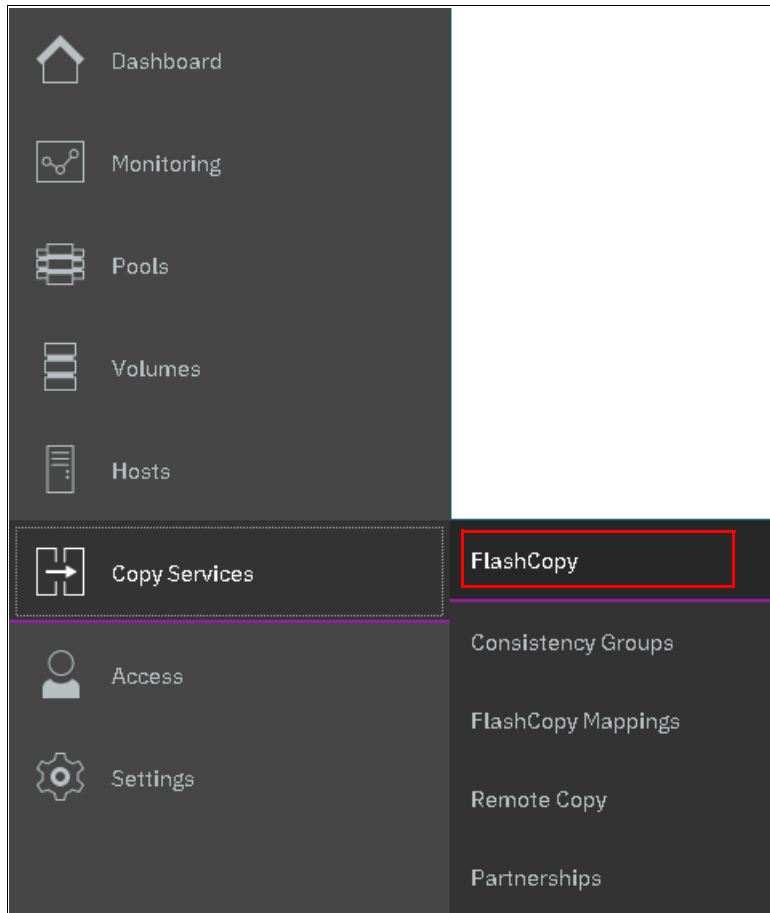 Dashboard
Monitoring
Pools
Volumes
Hosts
Copy Services
Access
Settings
FlashCopy
Consistency Groups
FlashCopy Mappings
Remote Copy
Partnerships